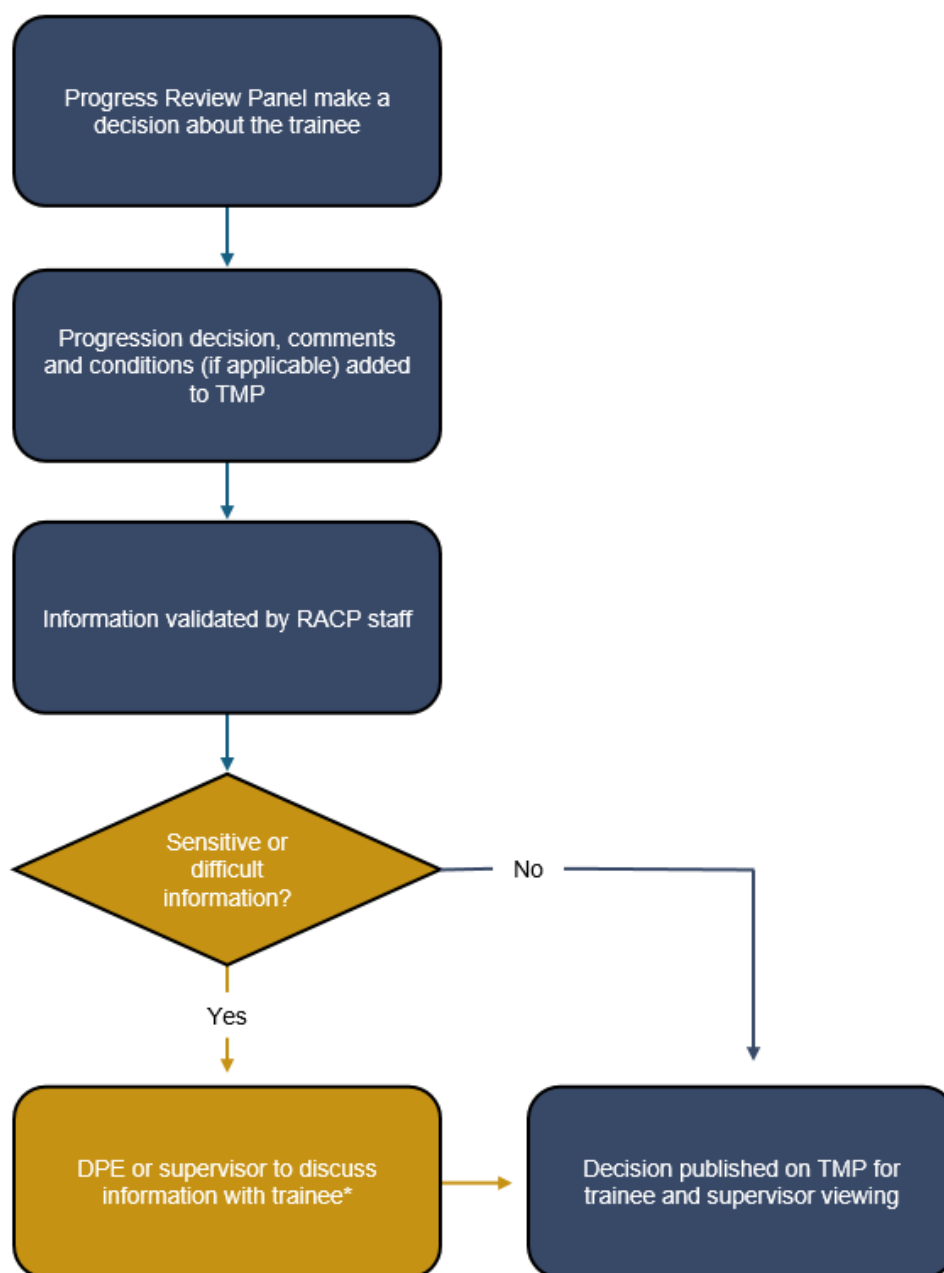 Progress Review Panel make a
decision about the trainee
Progression decision, comments
and conditions (if applicable) added
to TMP
Information validated by RACP staff
Sensitive or
difficult
information?
No
Yes
DPE or supervisor to discuss
information with trainee*
Decision published on TMP for
trainee and supervisor viewing